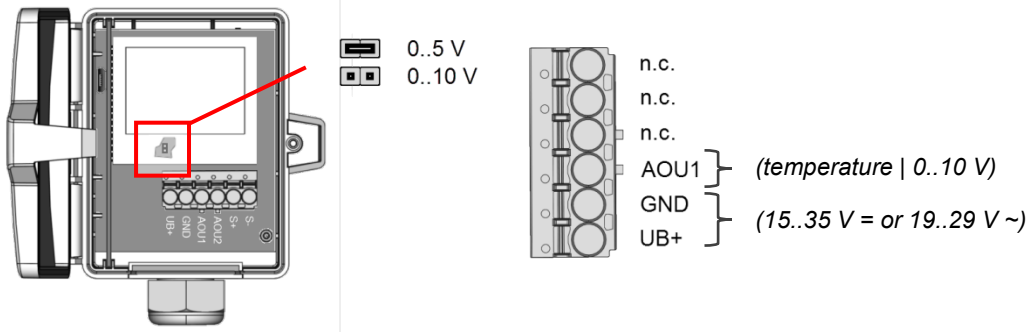 0..5 V
0..10 V
UB+
GND
AOU1
AOU2
S+
S-
n.c.
n.c.
n.c.
AOU1 (temperature | 0..10 V)
GND
UB+
(15..35 V = or 19..29 V ~)